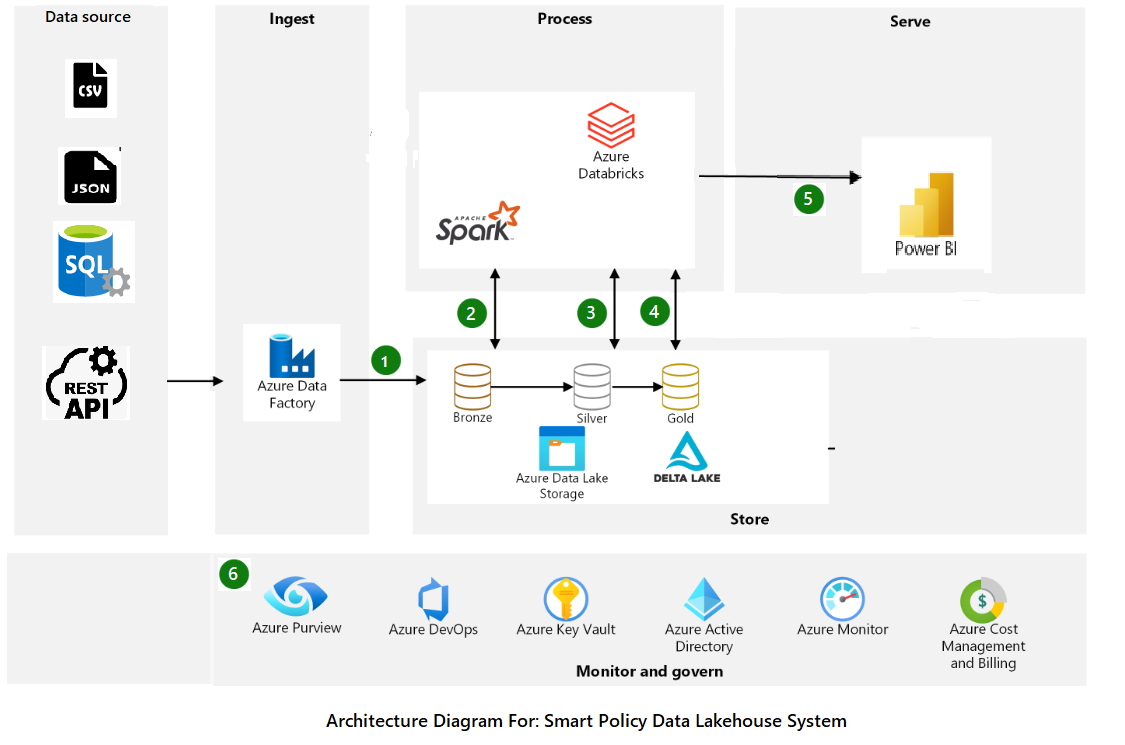 Data source
Ingest
Process
Serve
CSV
JSON
SQL
REST
API
Azure Data
Factory
1
Azure
Databricks
APACHE
Spark
5
Power BI
2
3
4
Bronze
Silver
Gold
Azure Data Lake
Storage
DELTA LAKE
Store
6
Azure Purview
Azure DevOps
Azure Key Vault
Azure Active
Directory
Azure Monitor
$
Azure Cost
Management
and Billing
Monitor and govern
Architecture Diagram For: Smart Policy Data Lakehouse System